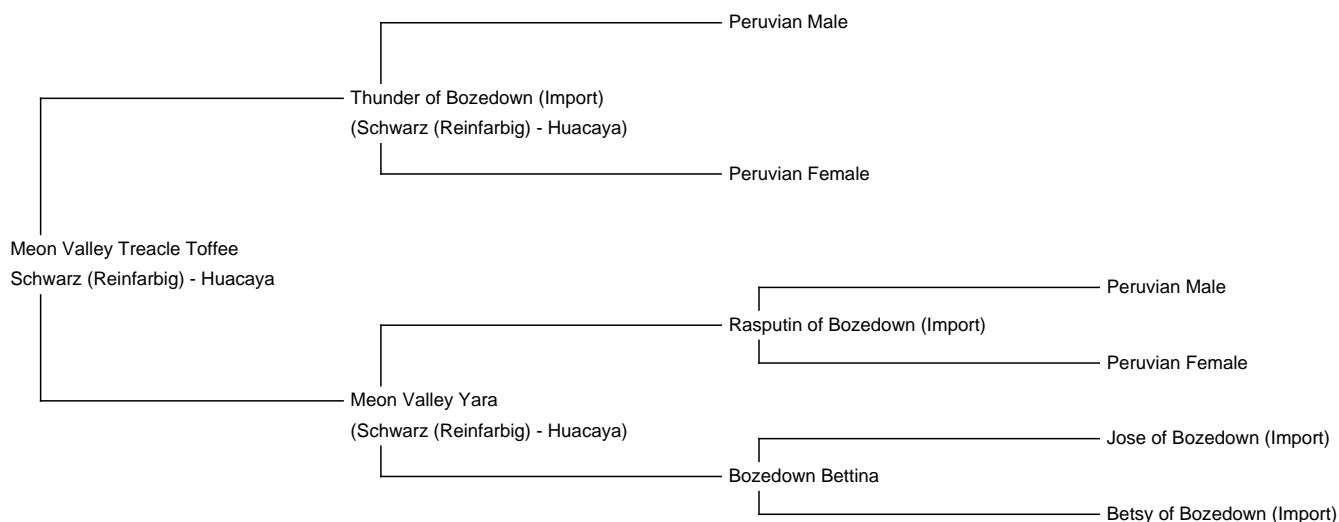 Peruvian Male
Thunder of Bozedown (Import)
(Schwarz (Reinfarbig) - Huacaya)
Peruvian Female
Meon Valley Treacle Toffee
Schwarz (Reinfarbig) - Huacaya
Peruvian Male
Rasputin of Bozedown (Import)
Peruvian Female
Meon Valley Yara
(Schwarz (Reinfarbig) - Huacaya)
Jose of Bozedown (Import)
Bozedown Bettina
Betsy of Bozedown (Import)